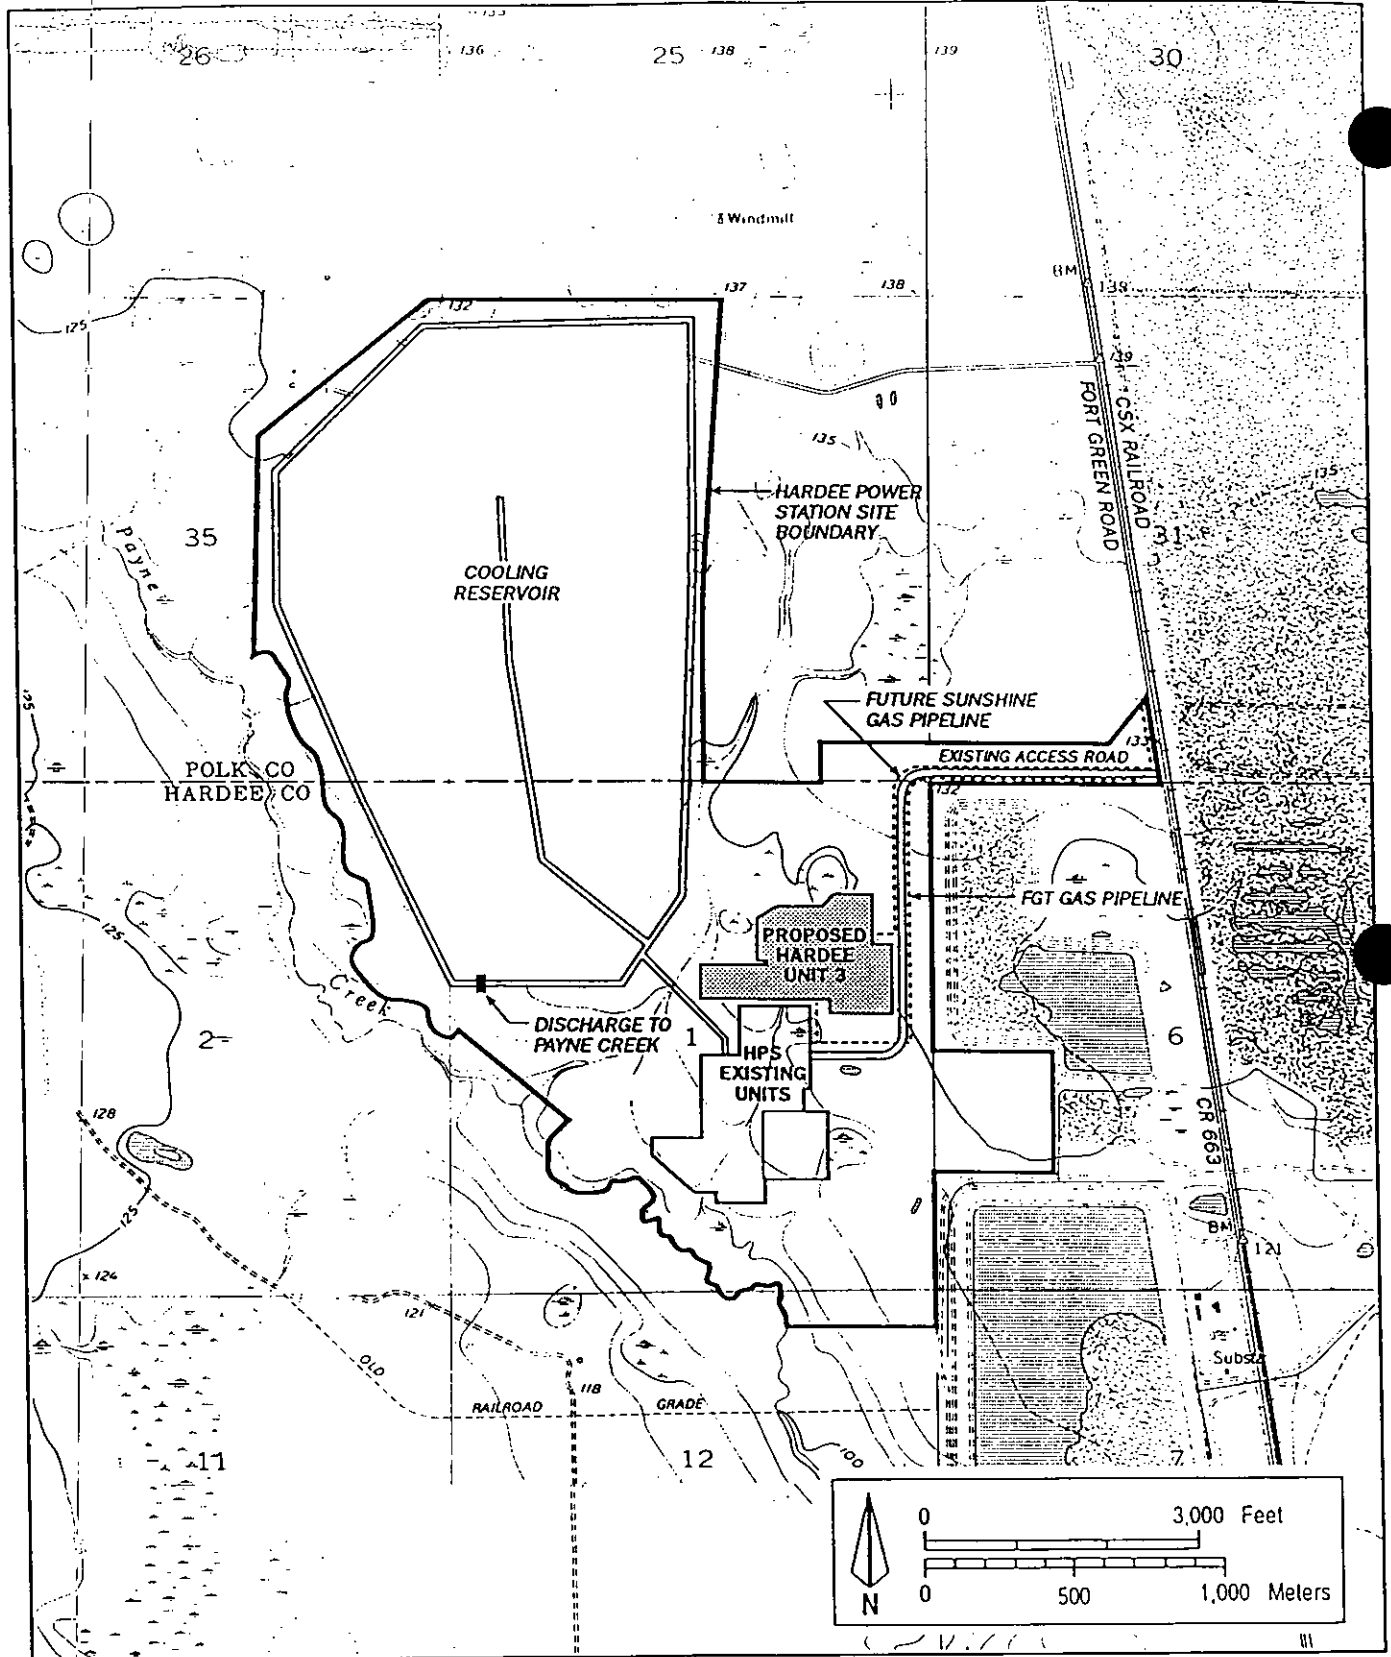 133
26
136
25
138
139
30
Windmill
BM
138
125
132
137
138
139
CSX RAILROAD
FORT GREEN ROAD
135
135
HARDEE POWER
STATION SITE
BOUNDARY
35
31
Payne
COOLING
RESERVOIR
FUTURE SUNSHINE
GAS PIPELINE
125
133
EXISTING ACCESS ROAD
POLK CO
HARDEE CO
132
FGT GAS PIPELINE
125
PROPOSED
HARDEE
UNIT 3
Creek
DISCHARGE TO
PAYNE CREEK
2
1
6
HPS
EXISTING
UNITS
128
CR 663
125
BM
121
x 124
121
OLD
118
Subst
RAILROAD
GRADE
11
12
100
7
0
3,000 Feet
N
0
500
1,000 Meters